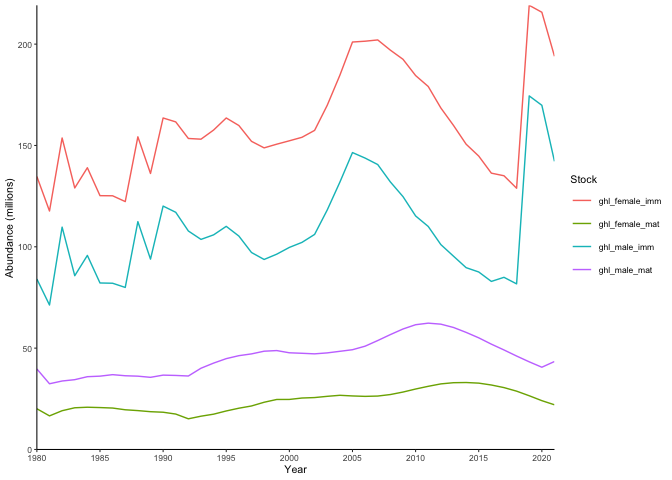 200
150
100
50
0
Abundance (millions)
1980 1985 1990 1995 2000 2005 2010 2015 2020
Year
Stock
ghl_female_imm
ghl_female_mat
ghl_male_imm
ghl_male_mat